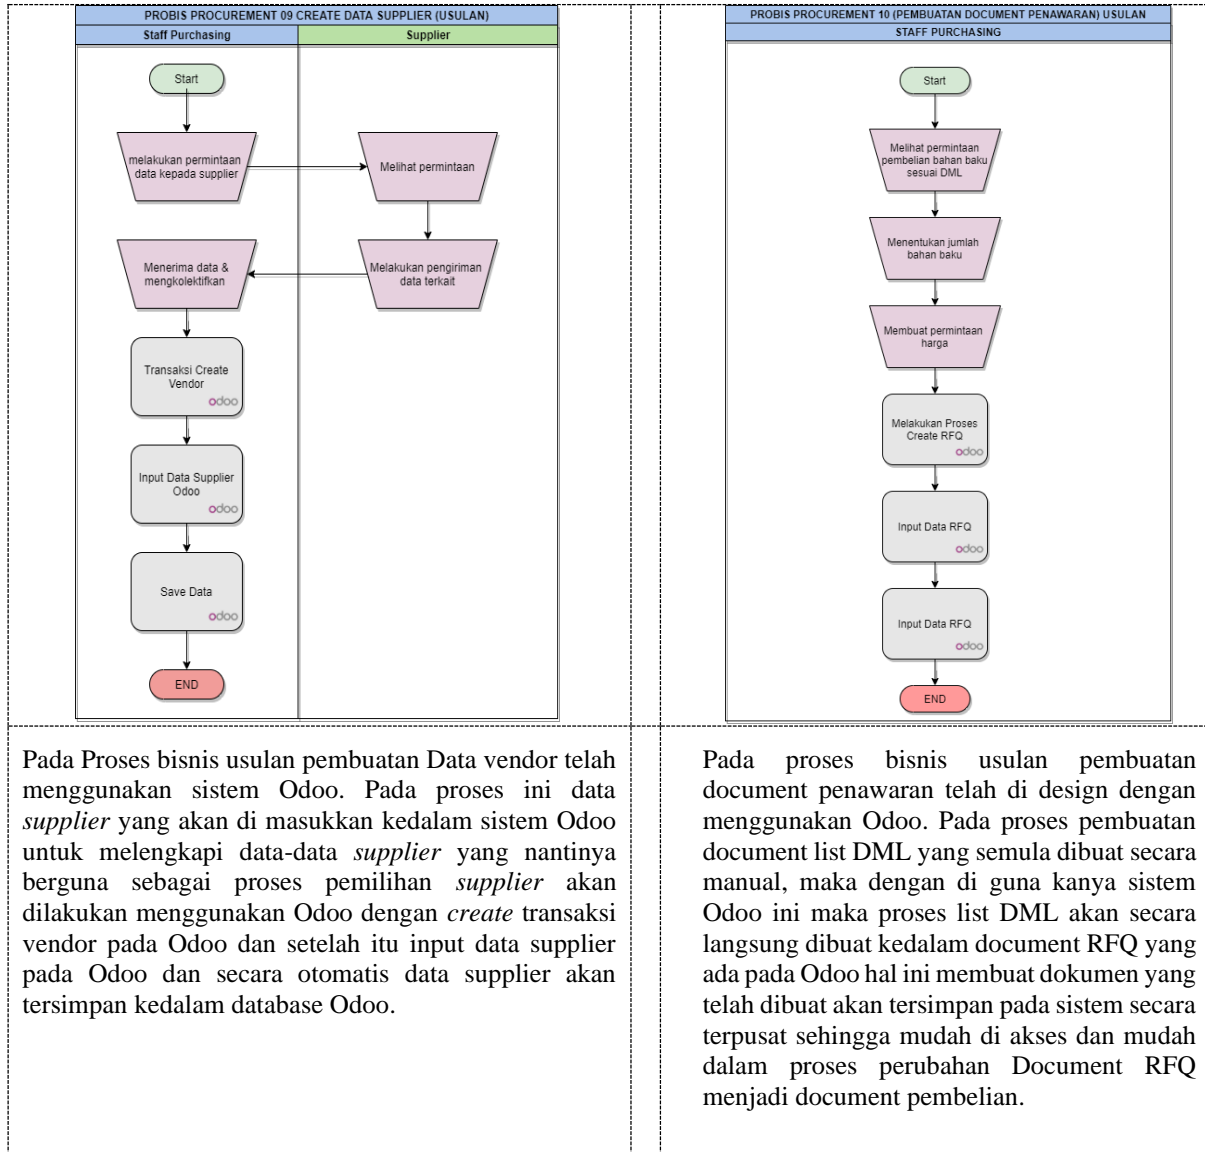 PROBIS PROCUREMENT 09 CREATE DATA SUPPLIER (USULAN)
Staff Purchasing
Supplier
Start
melakukan permintaan
data kepada supplier
Melihat permintaan
Menerima data &
mengkolektifkan
Melakukan pengiriman
data terkait
Transaksi Create
Vendor
odoo
Input Data Supplier
Odoo
odoo
Save Data
odoo
END
Pada Proses bisnis usulan pembuatan Data vendor telah
menggunakan sistem Odoo. Pada proses ini data
supplier yang akan di masukkan kedalam sistem Odoo
untuk melengkapi data-data supplier yang nantinya
berguna sebagai proses pemilihan supplier akan
dilakukan menggunakan Odoo dengan create transaksi
vendor pada Odoo dan setelah itu input data supplier
pada Odoo dan secara otomatis data supplier akan
tersimpan kedalam database Odoo.
PROBIS PROCUREMENT 10 (PEMBUATAN DOCUMENT PENAWARAN) USULAN
STAFF PURCHASING
Start
Melihat permintaan
pembelian bahan baku
sesuai DML
Menentukan jumlah
bahan baku
Membuat permintaan
harga
Melakukan Proses
Create RFQ
odoo
Input Data RFQ
odoo
Input Data RFQ
odoo
END
Pada proses bisnis usulan pembuatan
document penawaran telah di design dengan
menggunakan Odoo. Pada proses pembuatan
document list DML yang semula dibuat secara
manual, maka dengan di guna kanya sistem
Odoo ini maka proses list DML akan secara
langsung dibuat kedalam document RFQ yang
ada pada Odoo hal ini membuat dokumen yang
telah dibuat akan tersimpan pada sistem secara
terpusat sehingga mudah di akses dan mudah
dalam proses perubahan Document RFQ
menjadi document pembelian.